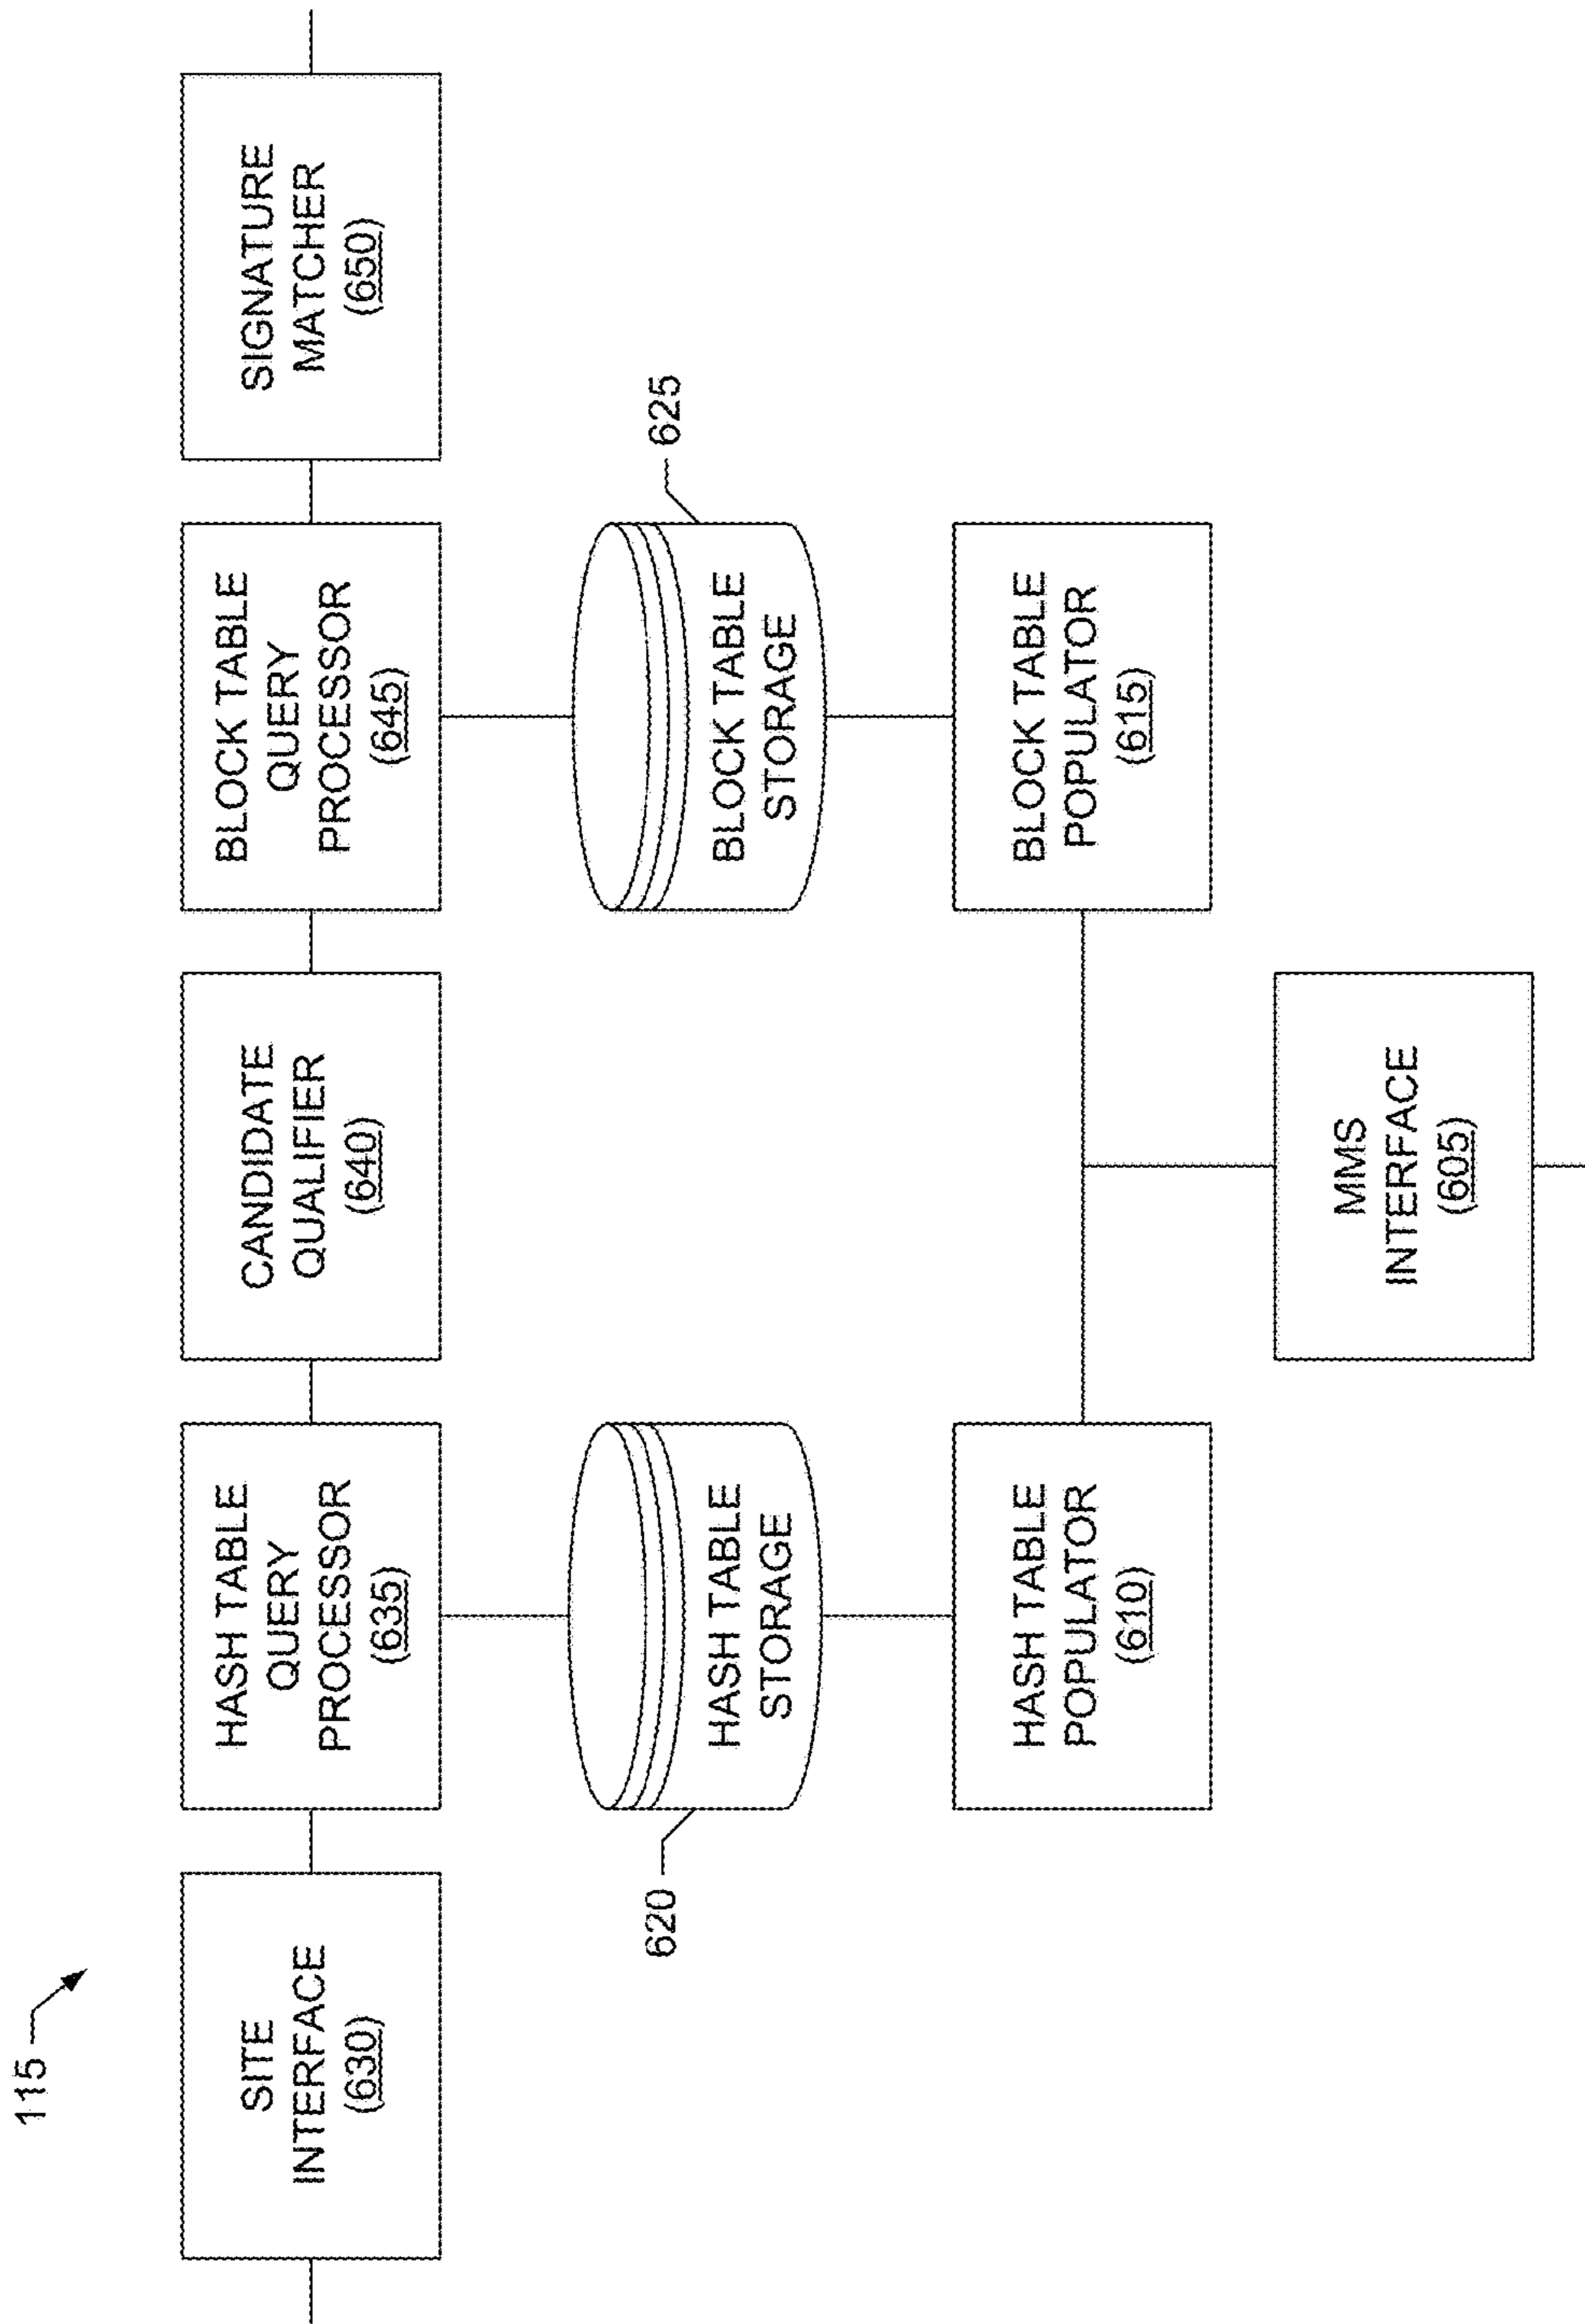 115
SITE
INTERFACE
(630)
HASH TABLE
QUERY
PROCESSOR
(635)
CANDIDATE
QUALIFIER
(640)
BLOCK TABLE
QUERY
PROCESSOR
(645)
SIGNATURE
MATCHER
(650)
620
HASH TABLE
STORAGE
625
BLOCK TABLE
STORAGE
HASH TABLE
POPULATOR
(610)
BLOCK TABLE
POPULATOR
(615)
MMS
INTERFACE
(605)